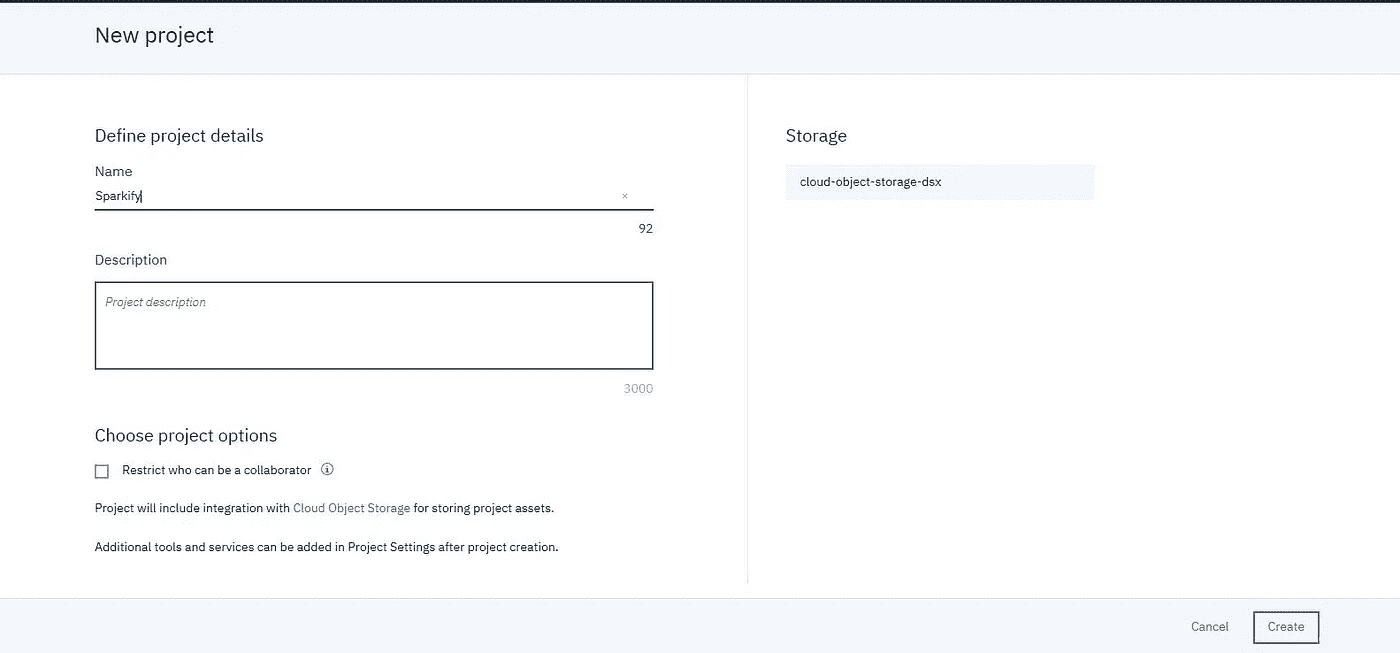 New project
Define project details
Name
Sparkify
×
92
Description
Project description
3000
Choose project options
Restrict who can be a collaborator
Project will include integration with Cloud Object Storage for storing project assets.
Additional tools and services can be added in Project Settings after project creation.
Storage
cloud-object-storage-dsx
Cancel
Create